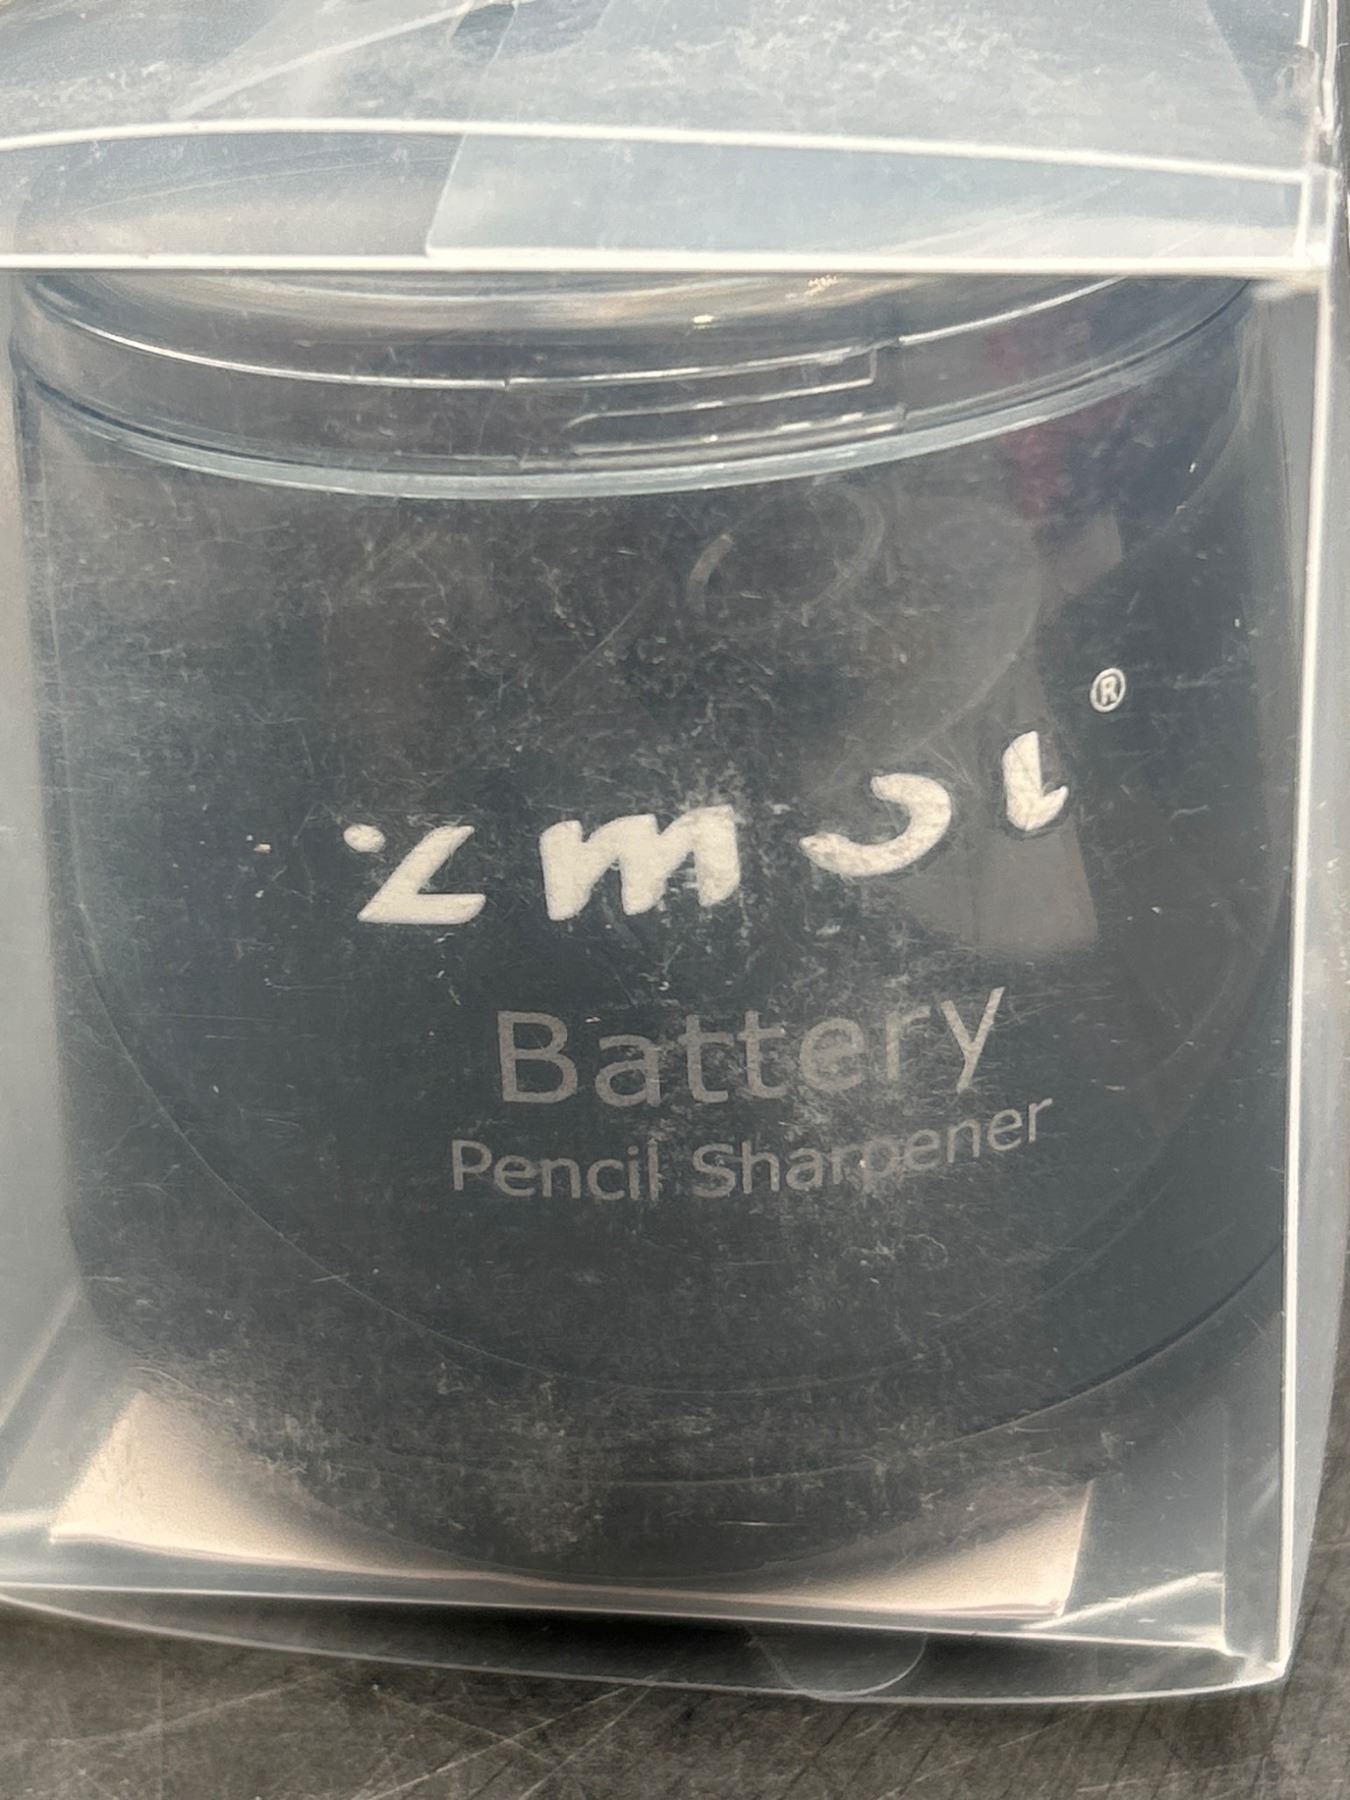 ®
Battery
Pencil Sharpener